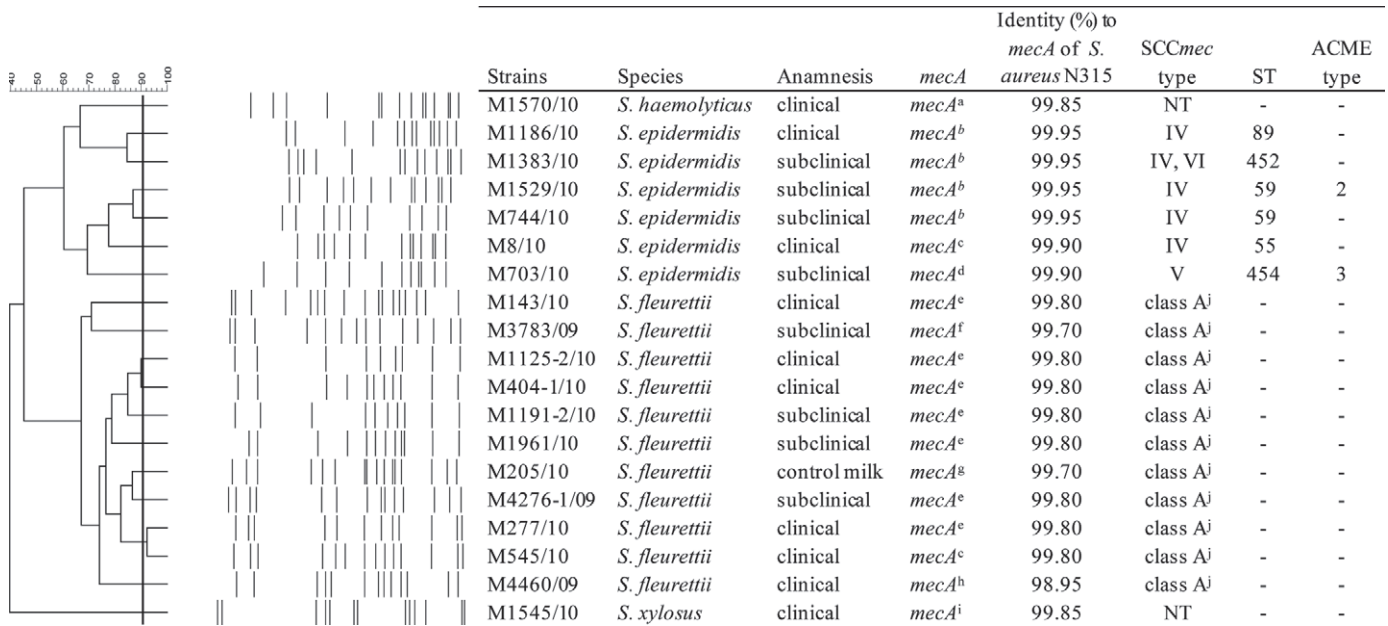 40 50 60 70 80 90 100
Strains Species Anamnesis mecA Identity (%) to mecA of S. aureus N315 SCCmec type ST ACME type
M1570/10 S. haemolyticus clinical mecAᵃ 99.85 NT - -
M1186/10 S. epidermidis clinical mecAᵇ 99.95 IV 89 -
M1383/10 S. epidermidis subclinical mecAᵇ 99.95 IV, VI 452 -
M1529/10 S. epidermidis subclinical mecAᵇ 99.95 IV 59 2
M744/10 S. epidermidis subclinical mecAᵇ 99.95 IV 59 -
M8/10 S. epidermidis clinical mecAᶜ 99.90 IV 55 -
M703/10 S. epidermidis subclinical mecAᵈ 99.90 V 454 3
M143/10 S. fleurettii clinical mecAᵉ 99.80 class Aʲ - -
M3783/09 S. fleurettii subclinical mecAᶠ 99.70 class Aʲ - -
M1125-2/10 S. fleurettii clinical mecAᵉ 99.80 class Aʲ - -
M404-1/10 S. fleurettii clinical mecAᵉ 99.80 class Aʲ - -
M1191-2/10 S. fleurettii subclinical mecAᵉ 99.80 class Aʲ - -
M1961/10 S. fleurettii subclinical mecAᵉ 99.80 class Aʲ - -
M205/10 S. fleurettii control milk mecAᵍ 99.70 class Aʲ - -
M4276-1/09 S. fleurettii subclinical mecAᵉ 99.80 class Aʲ - -
M277/10 S. fleurettii clinical mecAᵉ 99.80 class Aʲ - -
M545/10 S. fleurettii clinical mecAᶜ 99.80 class Aʲ - -
M4460/09 S. fleurettii clinical mecAʰ 98.95 class Aʲ - -
M1545/10 S. xylosus clinical mecAⁱ 99.85 NT - -